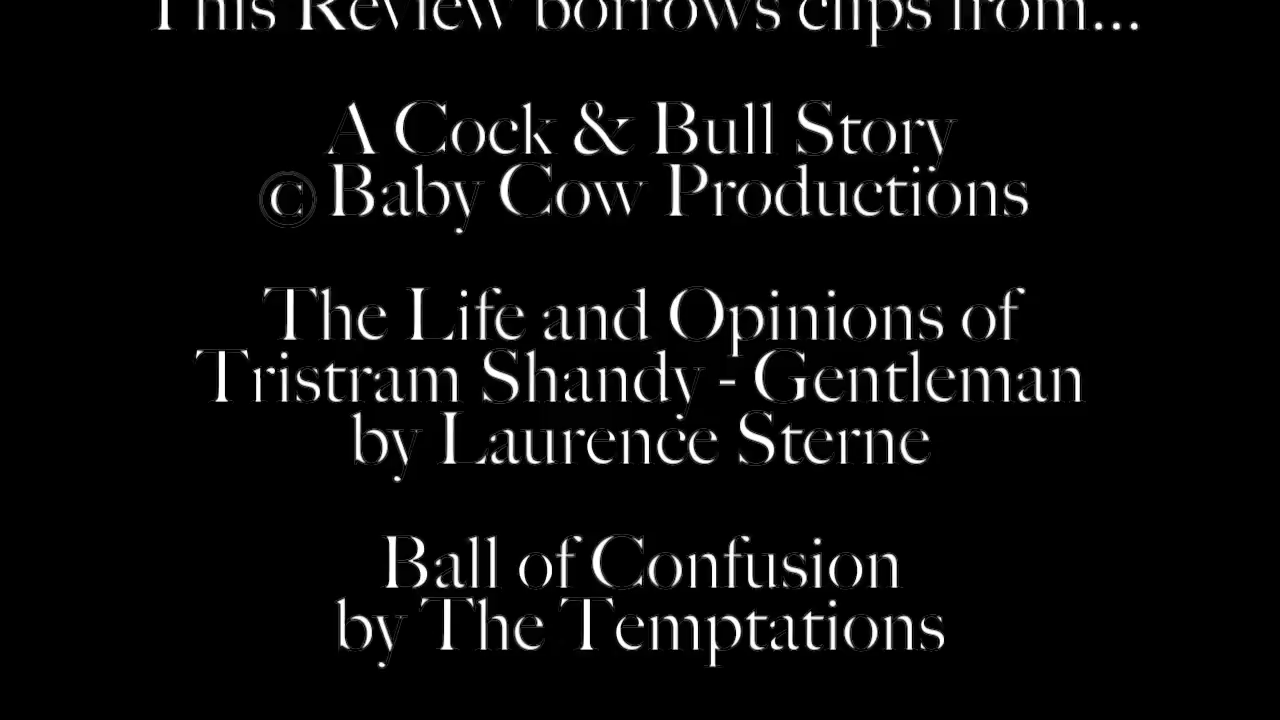 This Review borrows clips from...
A Cock & Bull Story
© Baby Cow Productions
The Life and Opinions of
Tristram Shandy - Gentleman
by Laurence Sterne
Ball of Confusion
by The Temptations